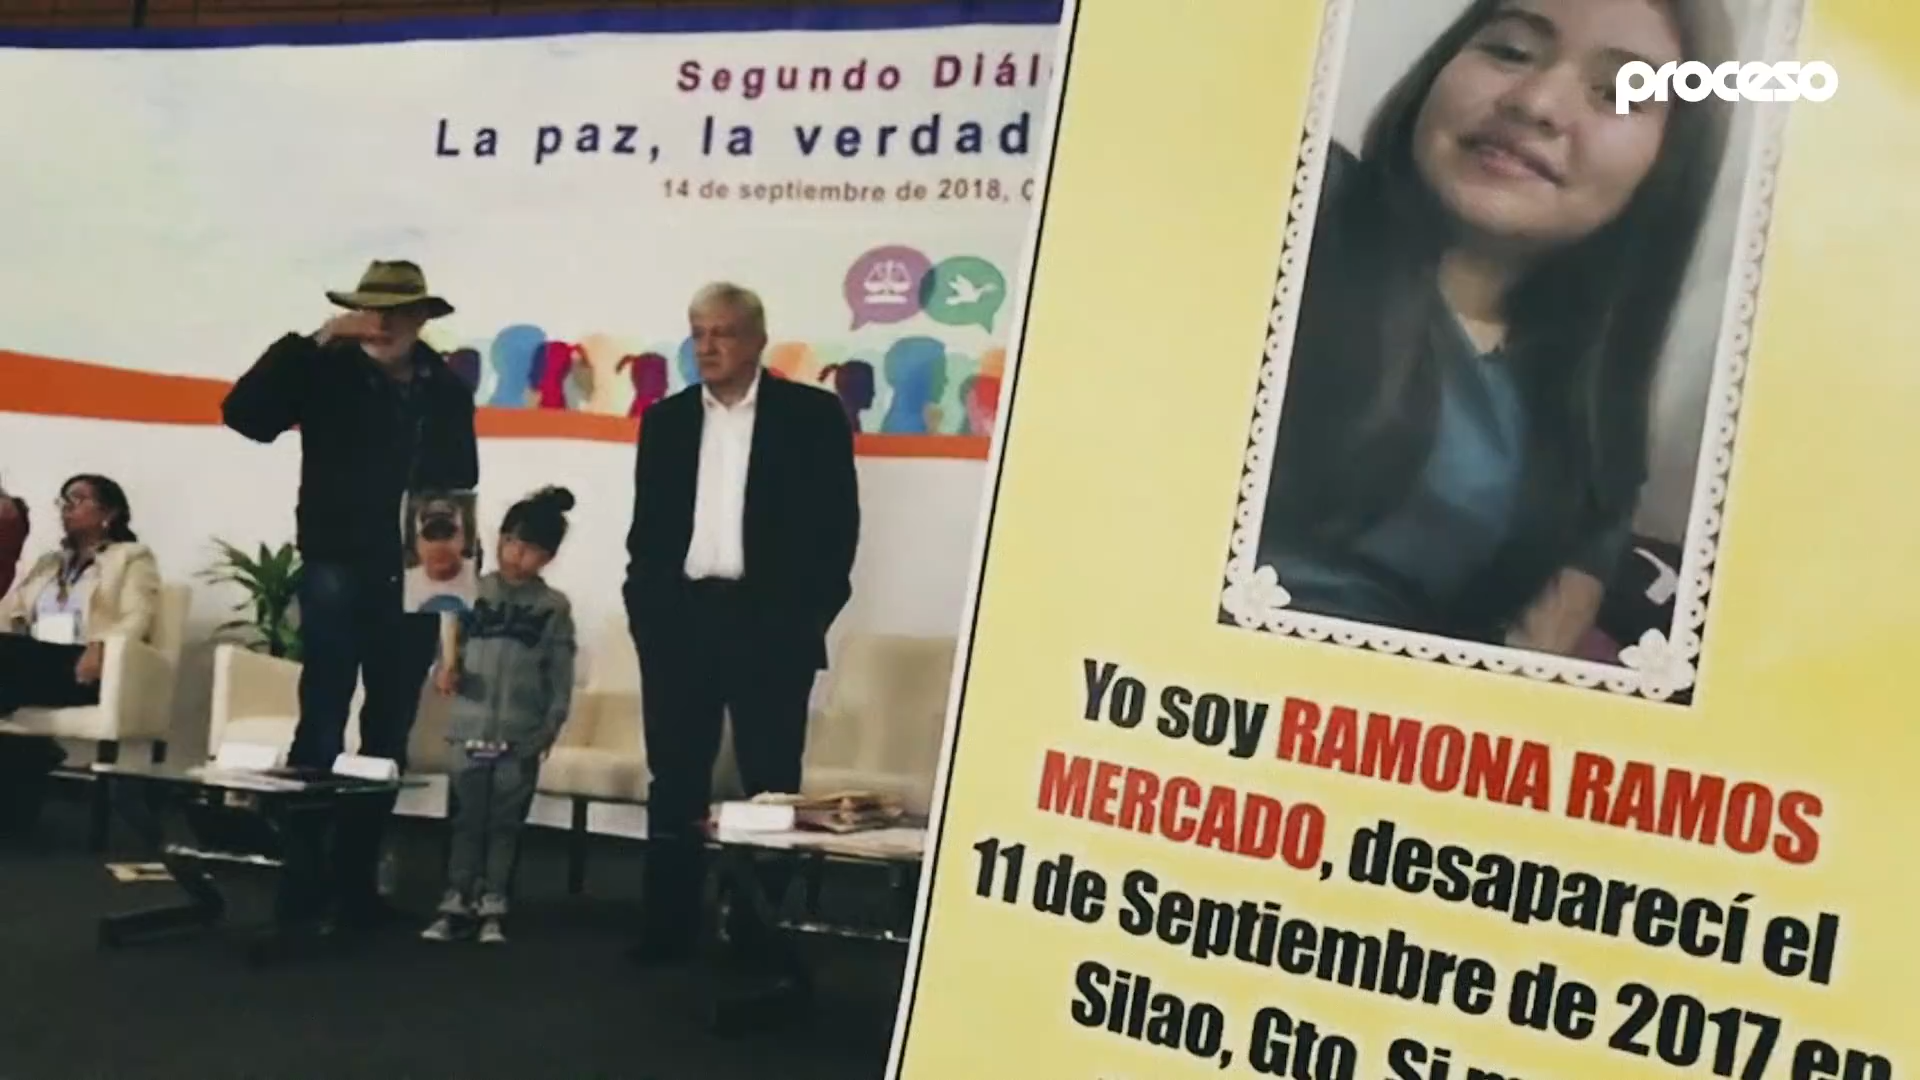 Segundo Diál
La paz, la verdad
14 de septiembre de 2018, C
proceso
Yo soy RAMONA RAMOS
MERCADO, desaparecí el
11 de Septiembre de 2017 en
Silao, Gto. Si